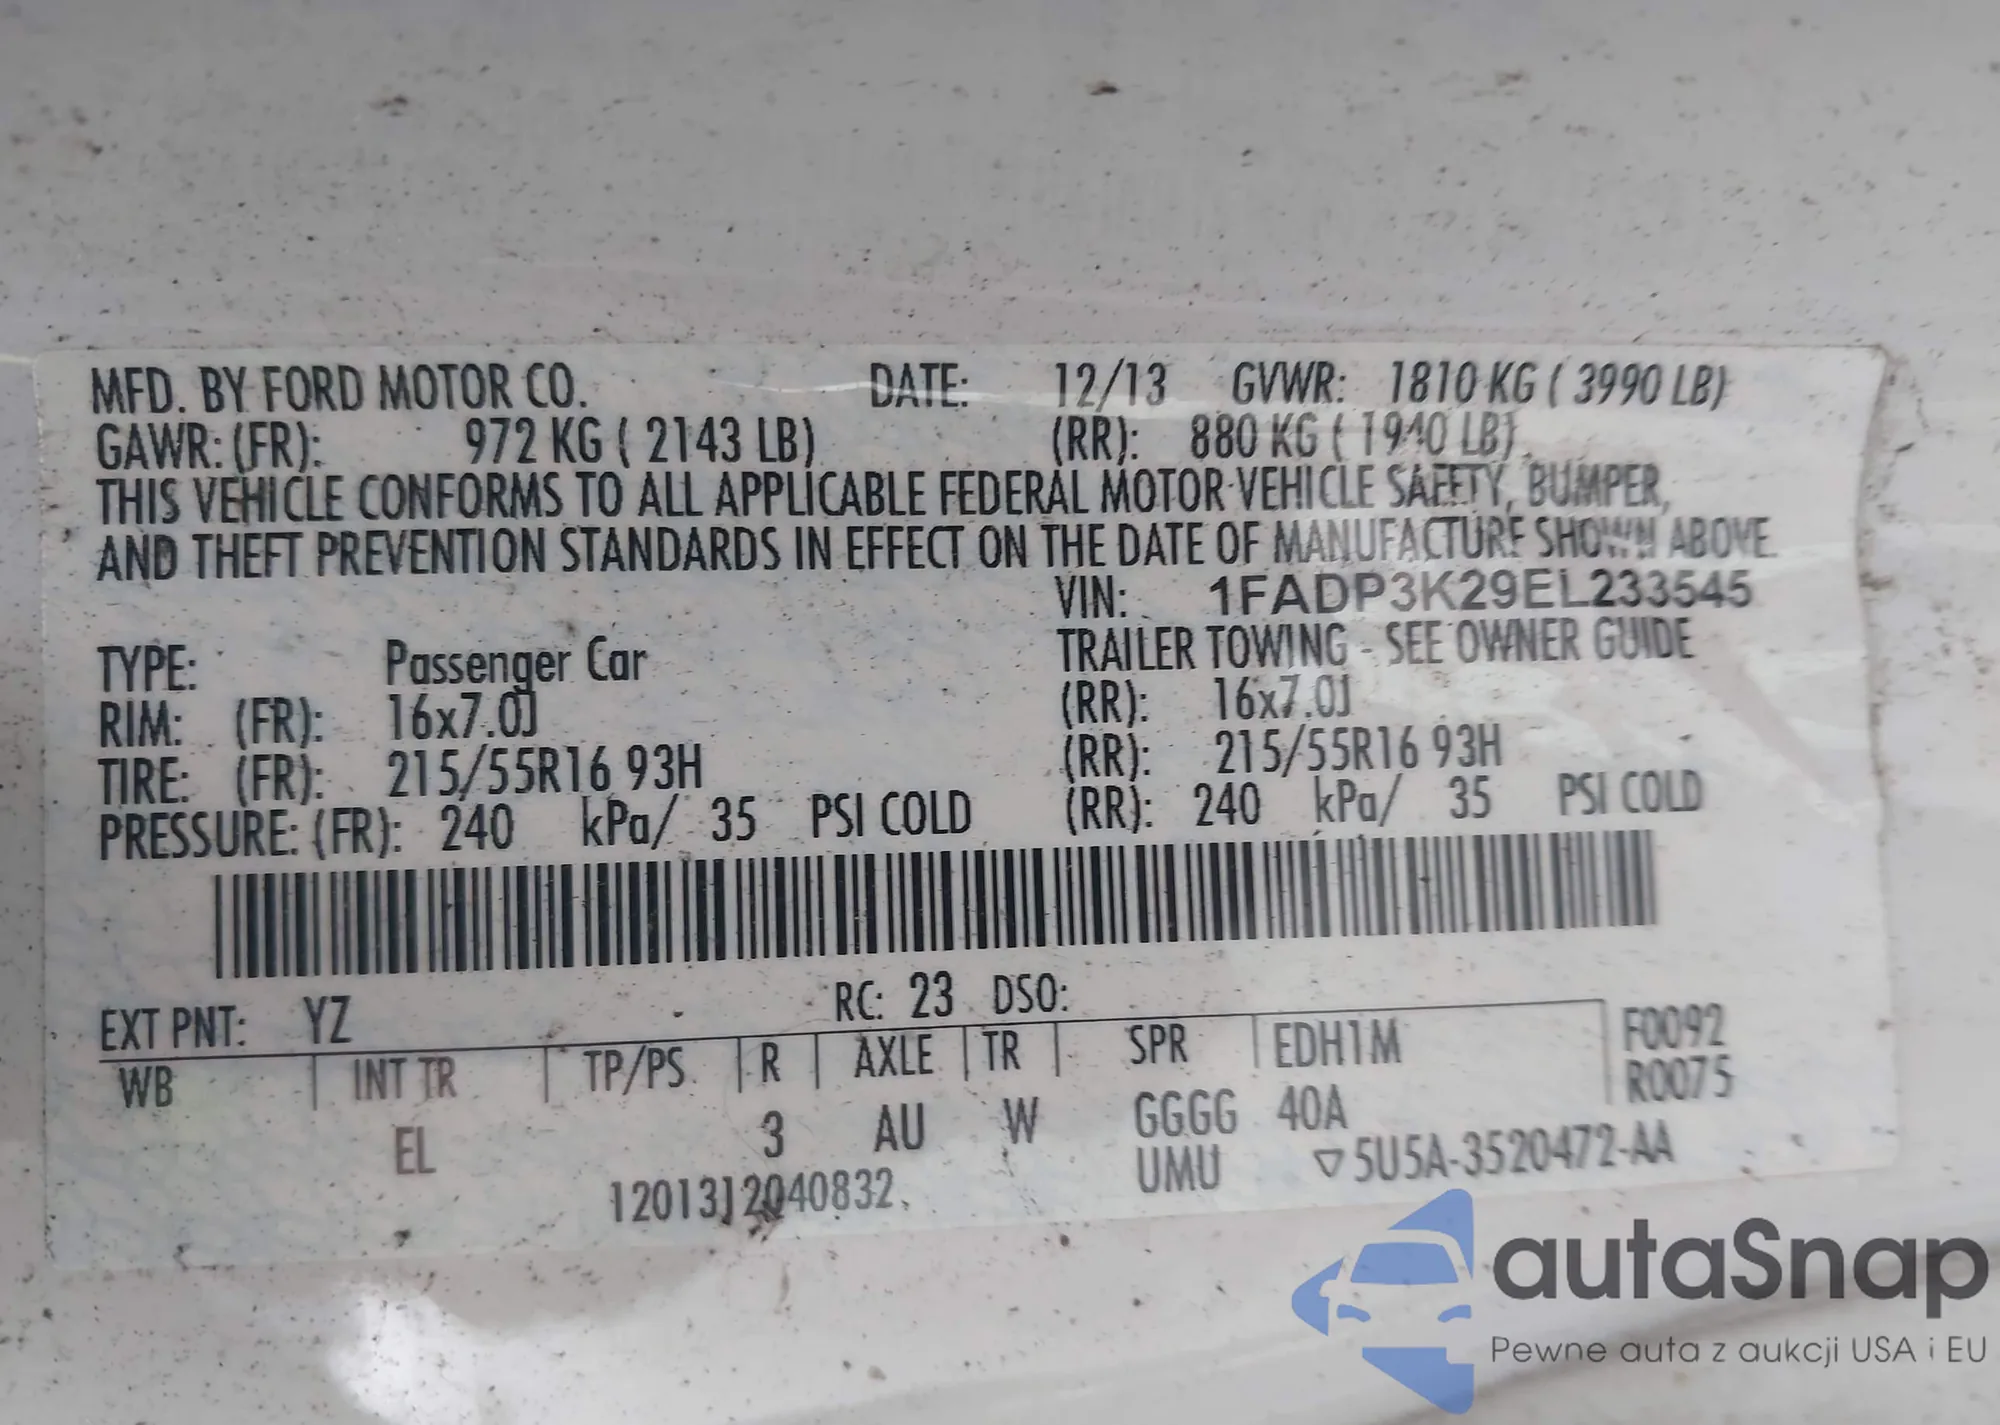 MFD. BY FORD MOTOR CO. DATE: 12/13 GVWR: 1810 KG ( 3990 LB)
GAWR: (FR): 972 KG ( 2143 LB) (RR): 880 KG ( 1940 LB)
THIS VEHICLE CONFORMS TO ALL APPLICABLE FEDERAL MOTOR VEHICLE SAFETY, BUMPER,
AND THEFT PREVENTION STANDARDS IN EFFECT ON THE DATE OF MANUFACTURE SHOWN ABOVE.
VIN: 1FADP3K29EL233545
TYPE: Passenger Car TRAILER TOWING - SEE OWNER GUIDE
RIM: (FR): 16x7.0J (RR): 16x7.0J
TIRE: (FR): 215/55R16 93H (RR): 215/55R16 93H
PRESSURE: (FR): 240 kPa/ 35 PSI COLD (RR): 240 kPa/ 35 PSI COLD
EXT PNT: YZ RC: 23 DSO:
WB INT TR TP/PS R AXLE TR SPR EDH1M F0092
R0075
EL 3 AU W GGGG 40A
UMU ▽5U5A-3520472-AA
12013J2040832
autaSnap
Pewne auta z aukcji USA i EU